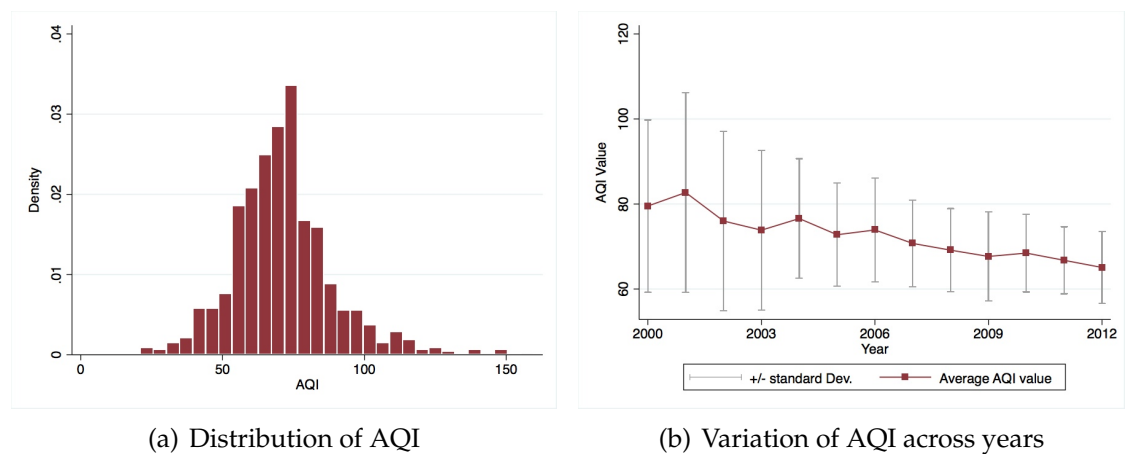 .04
.03
.02
.01
0
Density
0 50 100 150
AQI
120
100
80
60
AQI Value
2000 2003 2006 2009 2012
Year
+/- standard Dev. Average AQI value
(a) Distribution of AQI
(b) Variation of AQI across years